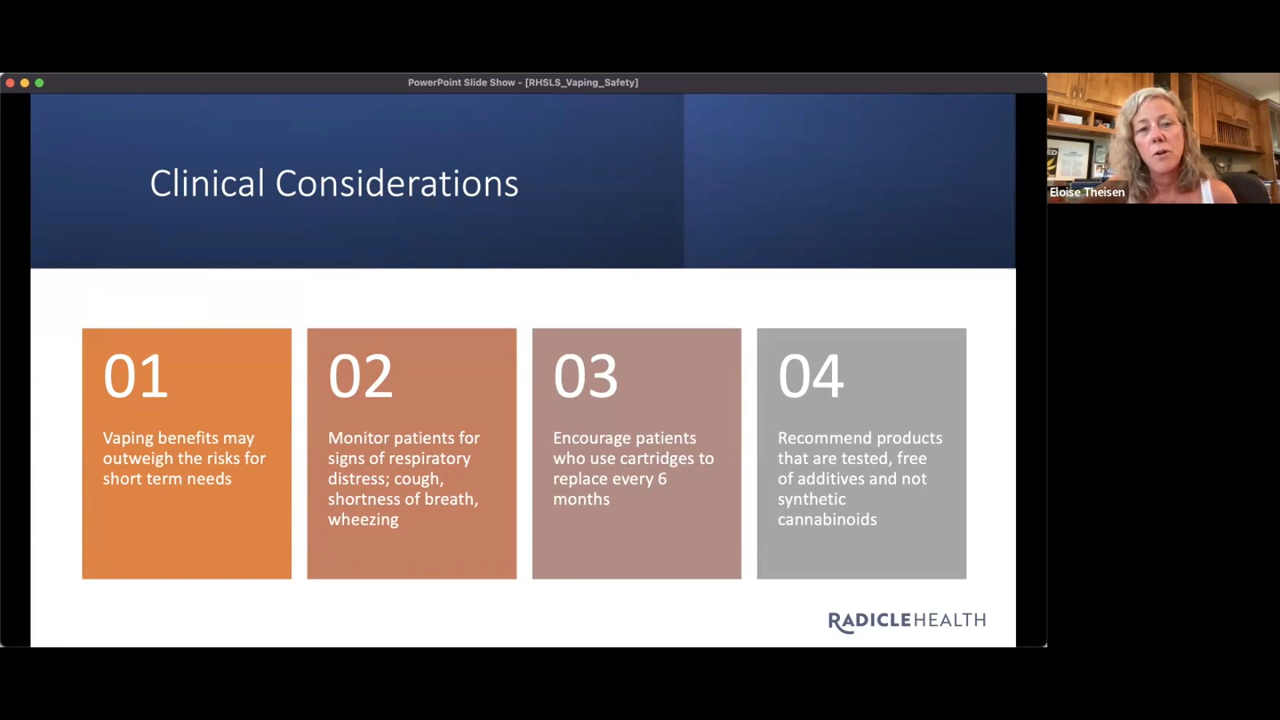 PowerPoint Slide Show - [RHSLS_Vaping_Safety]
Clinical Considerations
01
Vaping benefits may
outweigh the risks for
short term needs
02
Monitor patients for
signs of respiratory
distress; cough,
shortness of breath,
wheezing
03
Encourage patients
who use cartridges to
replace every 6
months
04
Recommend products
that are tested, free
of additives and not
synthetic
cannabinoids
RADICLEHEALTH
Eloise Theisen